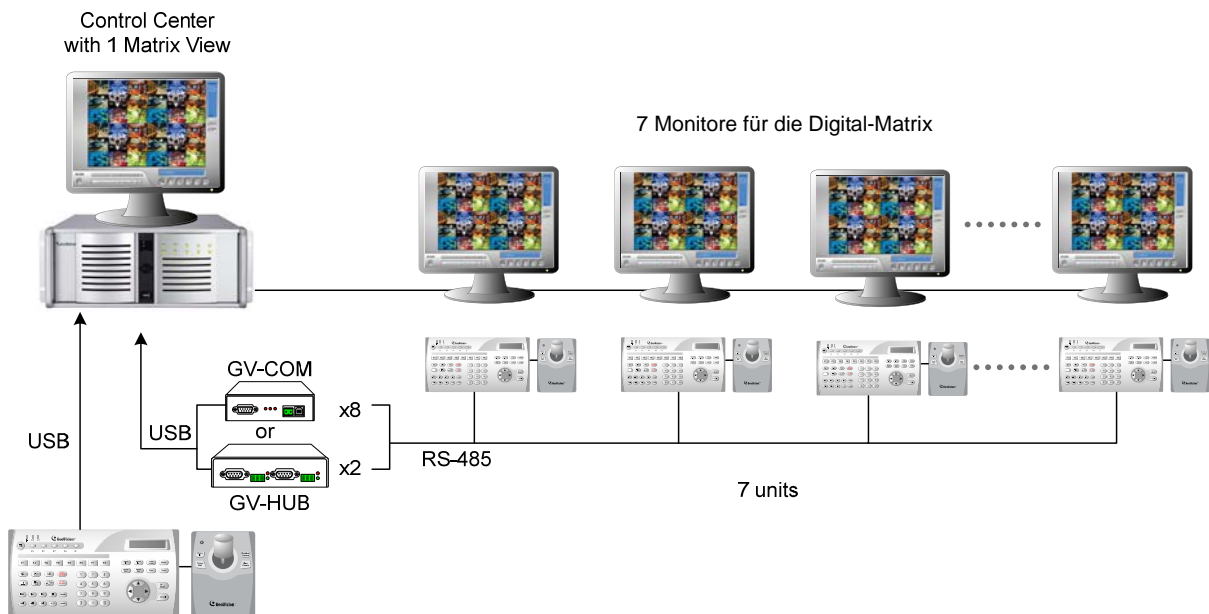 Control Center
with 1 Matrix View
7 Monitore für die Digital-Matrix
GV-COM
x8
USB
USB
or
x2
RS-485
GV-HUB
7 units
GeoVision